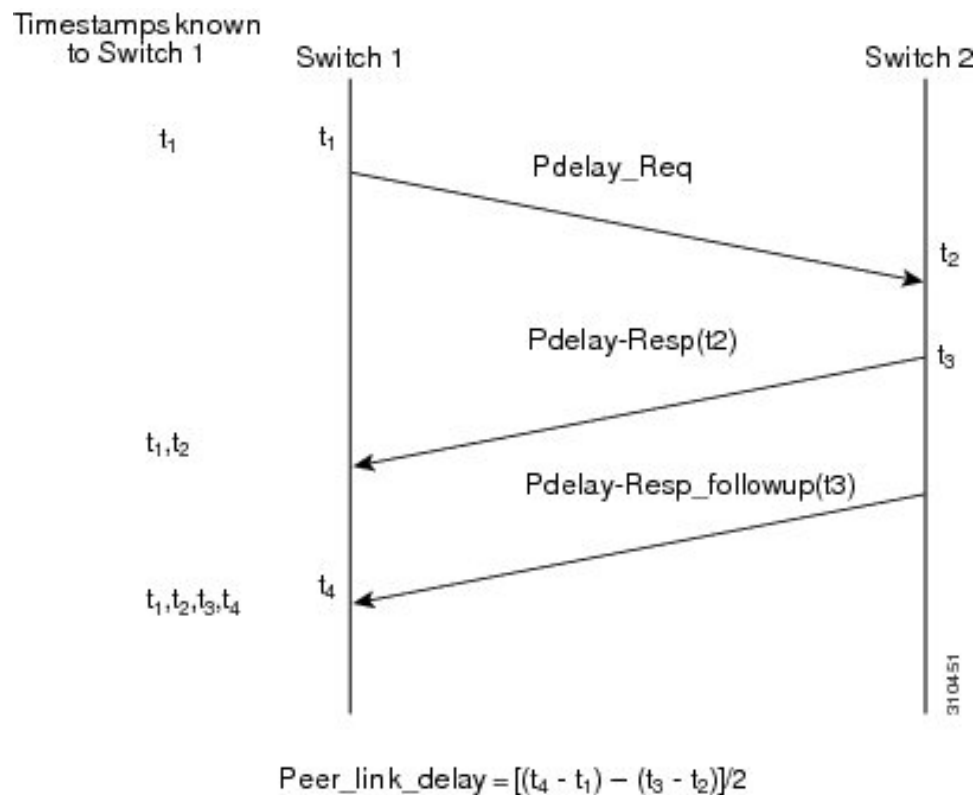 Timestamps known
to Switch 1
Switch 1
Switch 2
t₁
t₁
Pdelay_Req
t₂
Pdelay-Resp(t2)
t₃
t₁,t₂
Pdelay-Resp_followup(t3)
t₄
t₁,t₂,t₃,t₄
310451
Peer_link_delay = [(t₄ - t₁) – (t₃ - t₂)]/2